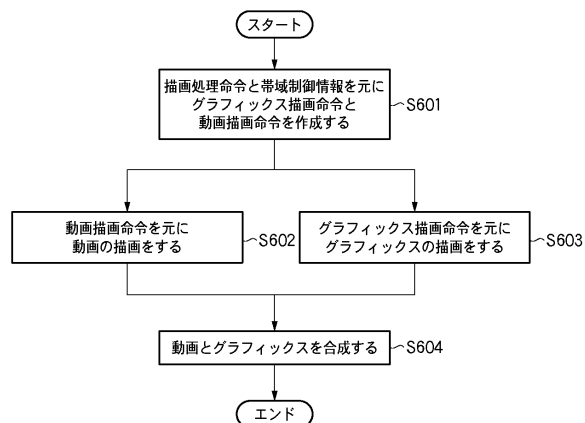 スタート
描画処理命令と帯域制御情報を元に
グラフィックス描画命令と
動画描画命令を作成する
S601
動画描画命令を元に
動画の描画をする
S602
グラフィックス描画命令を元に
グラフィックスの描画をする
S603
動画とグラフィックスを合成する
S604
エンド